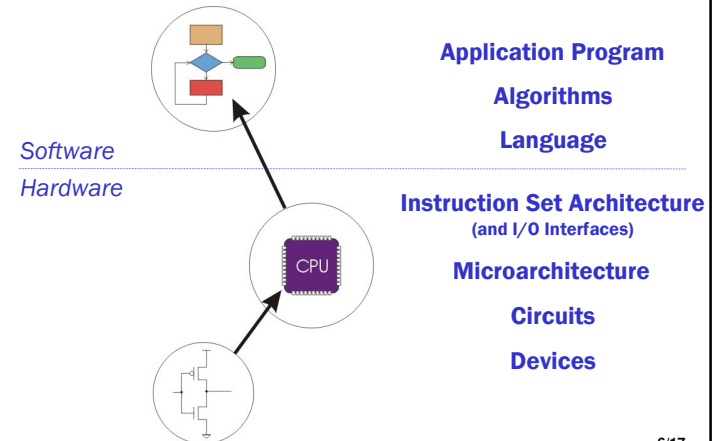 Application Program
Algorithms
Language
Software
Hardware
Instruction Set Architecture
(and I/O Interfaces)
CPU
Microarchitecture
Circuits
Devices